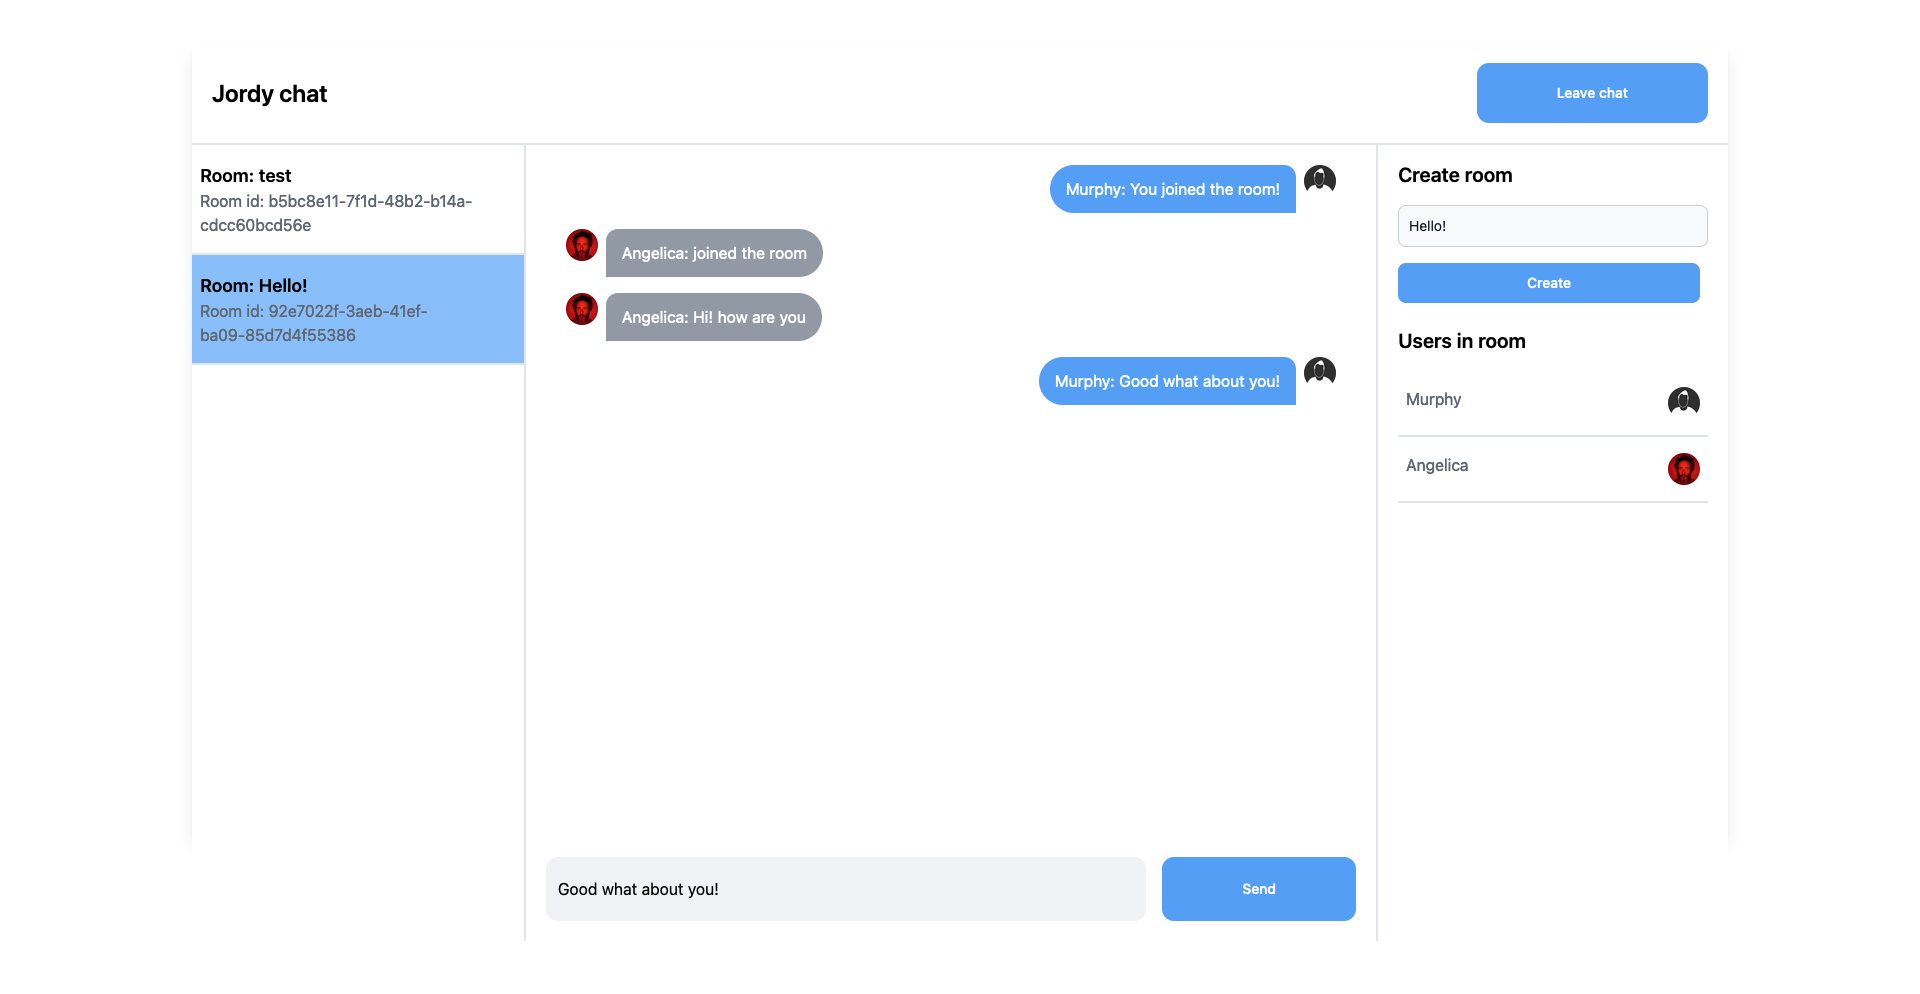 Jordy chat
Leave chat
Room: test
Room id: b5bc8e11-7f1d-48b2-b14a-
cdcc60bcd56e
Room: Hello!
Room id: 92e7022f-3aeb-41ef-
ba09-85d7d4f55386
Murphy: You joined the room!
Angelica: joined the room
Angelica: Hi! how are you
Murphy: Good what about you!
Good what about you!
Send
Create room
Hello!
Create
Users in room
Murphy
Angelica